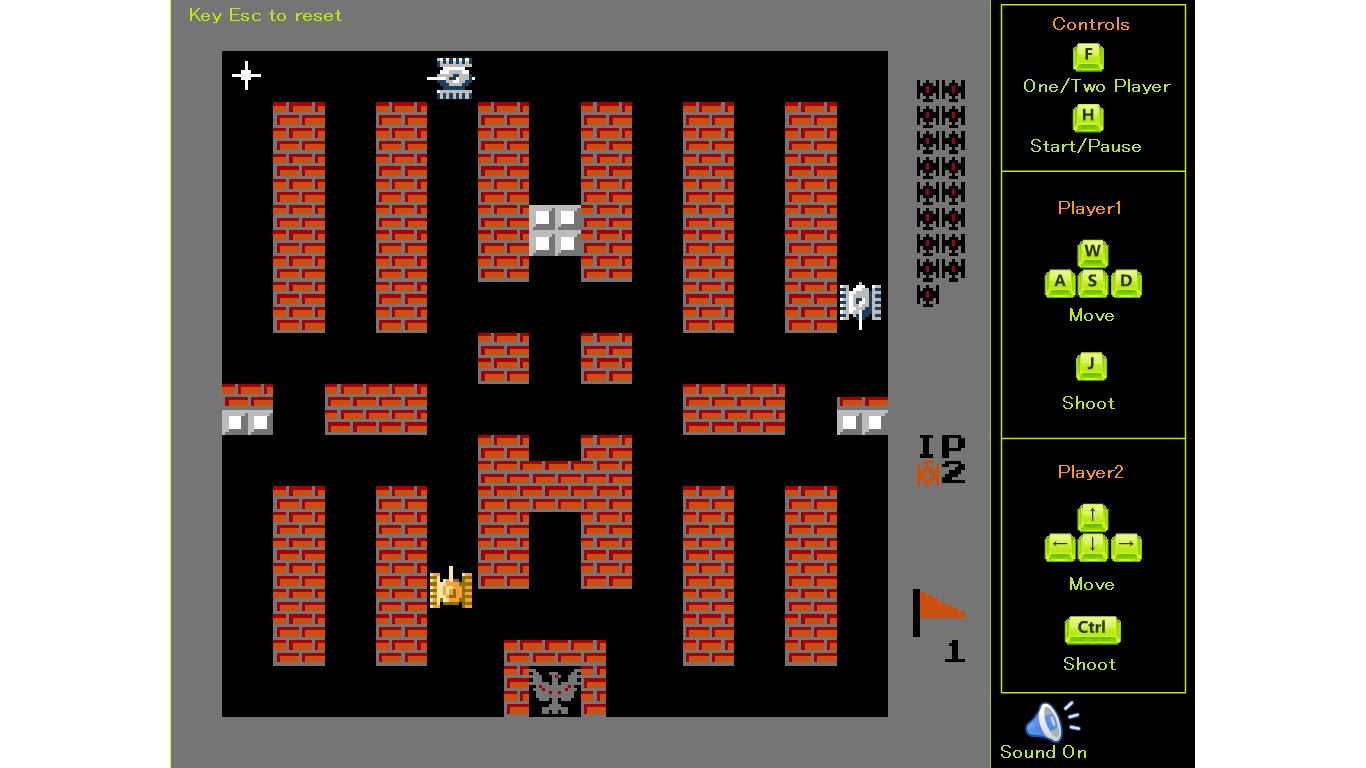 Key Esc to reset
IP
2
1
Controls
F
One/Two Player
H
Start/Pause
Player1
W
A S D
Move
J
Shoot
Player2
↑
← ↓ →
Move
Ctrl
Shoot
Sound On